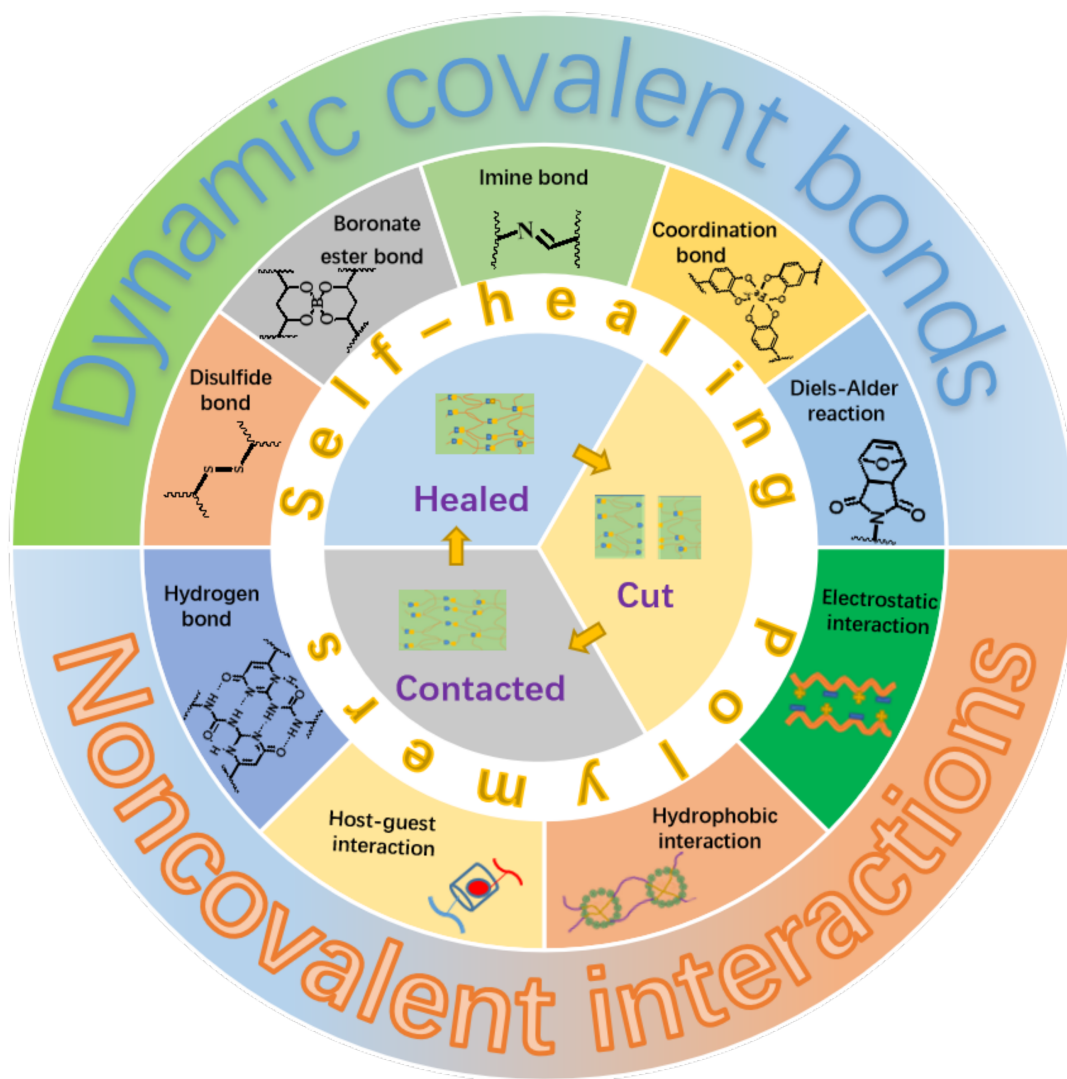 Dynamic covalent bonds
Imine bond
Boronate
ester bond
Coordination
bond
Disulfide
bond
Diels-Alder
reaction
Self-healing Polymers
Healed
Cut
Contacted
Hydrogen
bond
Electrostatic
interaction
Host-guest
interaction
Hydrophobic
interaction
Noncovalent interactions